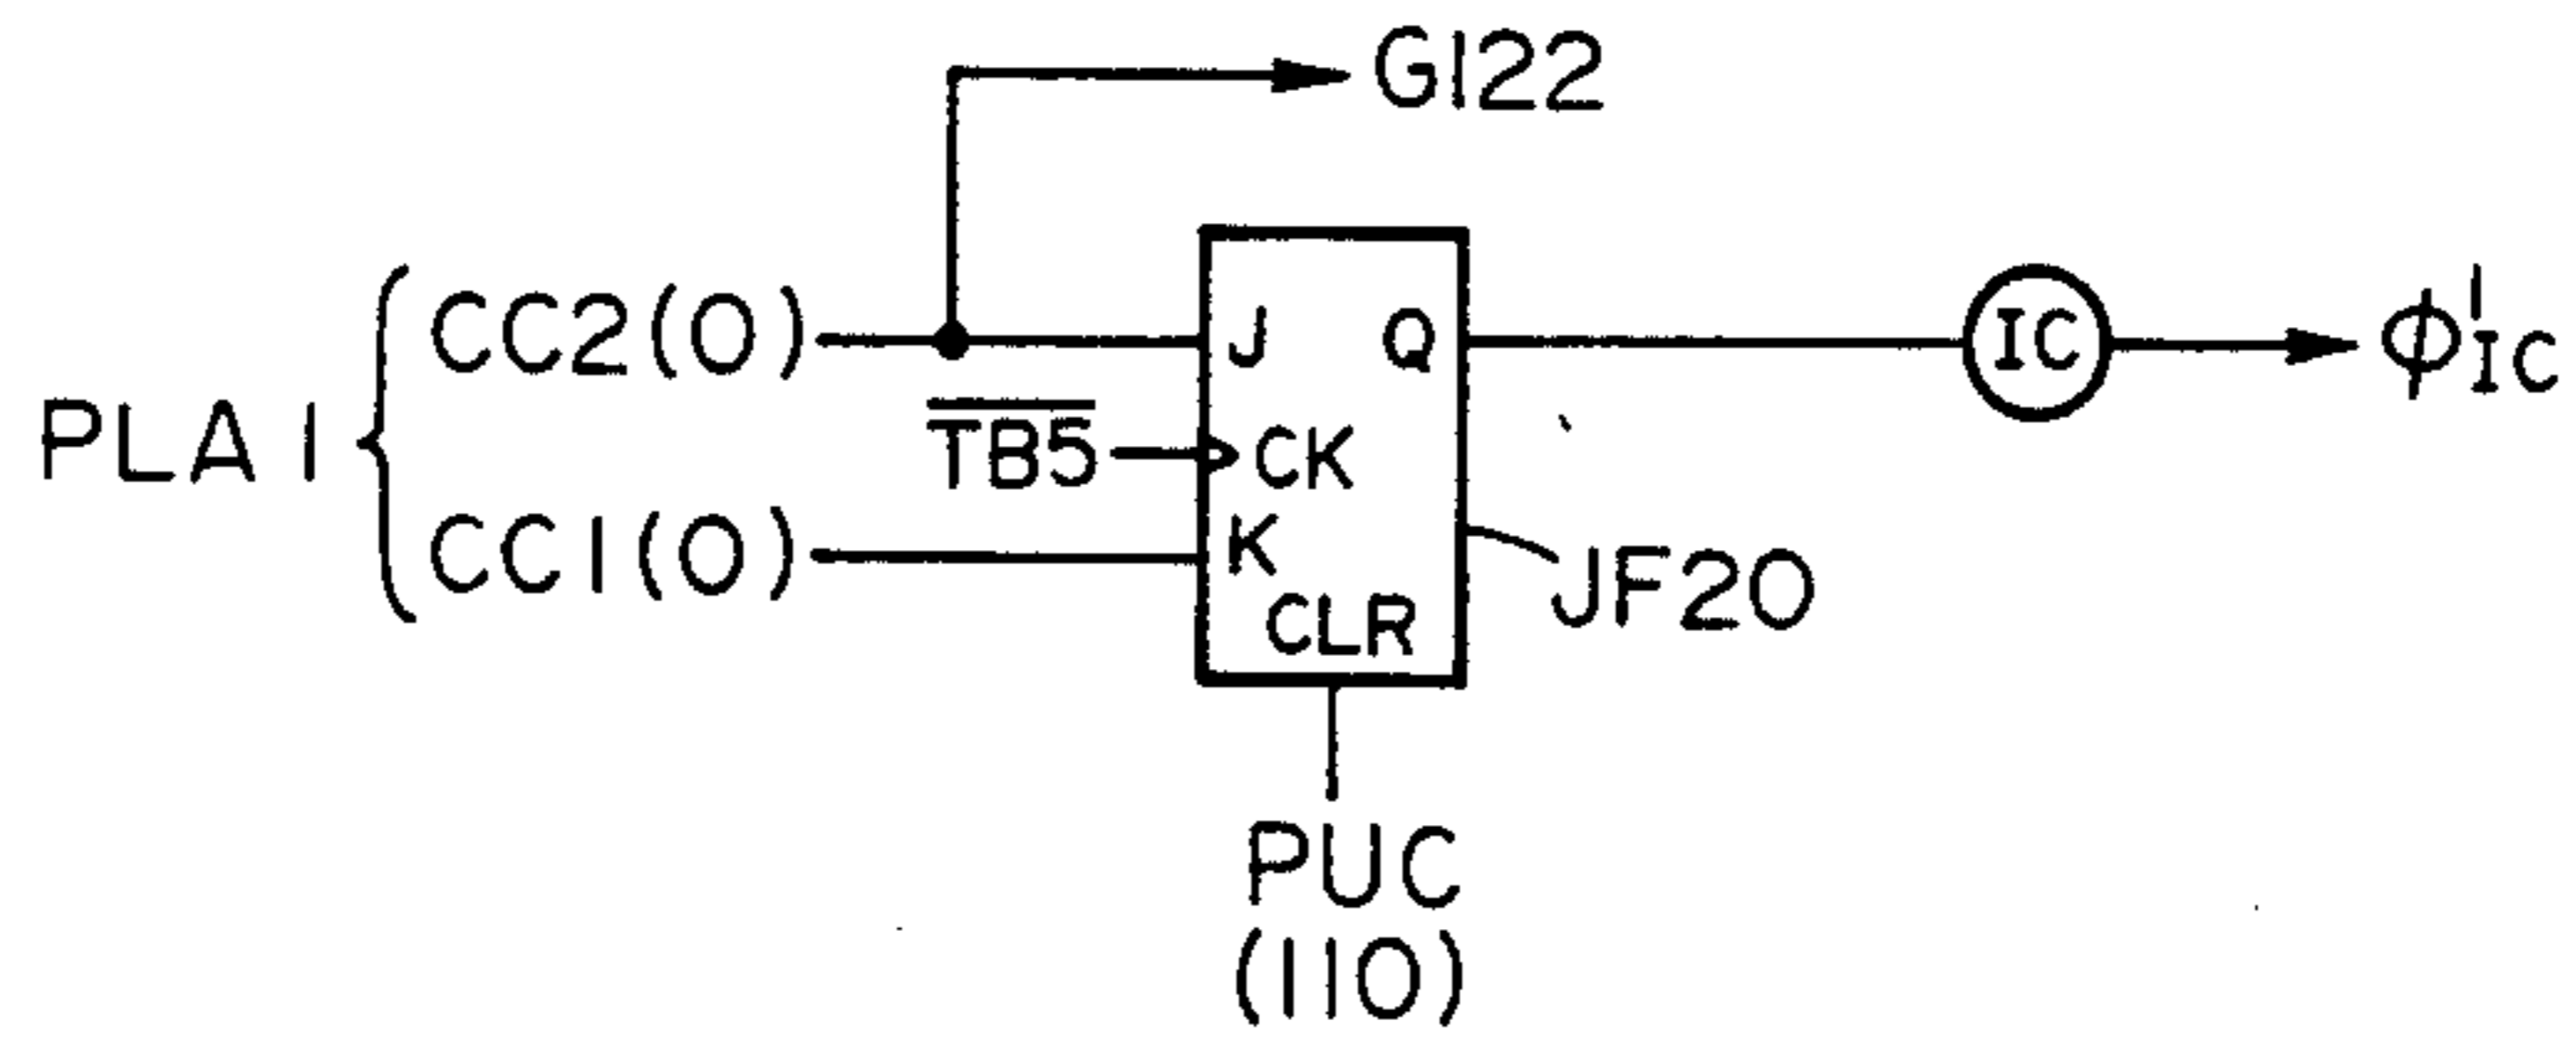 G122
PLA 1
CC2(0)
CC1(0)
TB5
J
Q
CK
K
CLR
IC
ϕ'IC
JF20
PUC
(110)